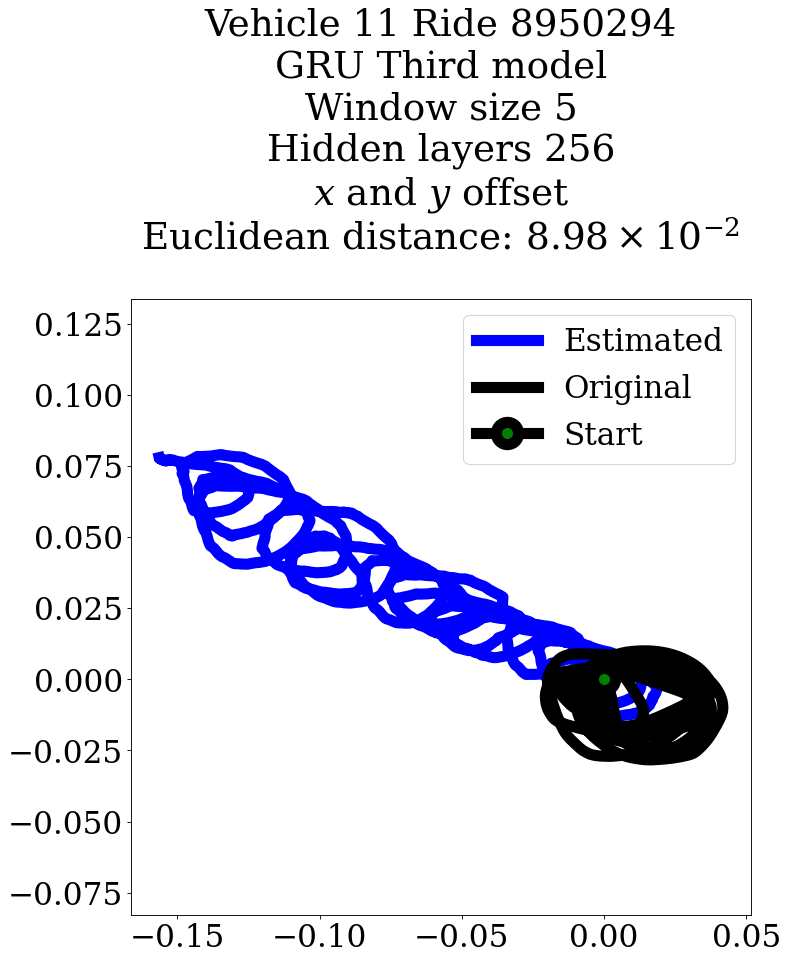 Vehicle 11 Ride 8950294
GRU Third model
Window size 5
Hidden layers 256
x and y offset
Euclidean distance: 8.98 × 10⁻²
0.125
0.100
0.075
0.050
0.025
0.000
−0.025
−0.050
−0.075
Estimated
Original
Start
−0.15 −0.10 −0.05 0.00 0.05